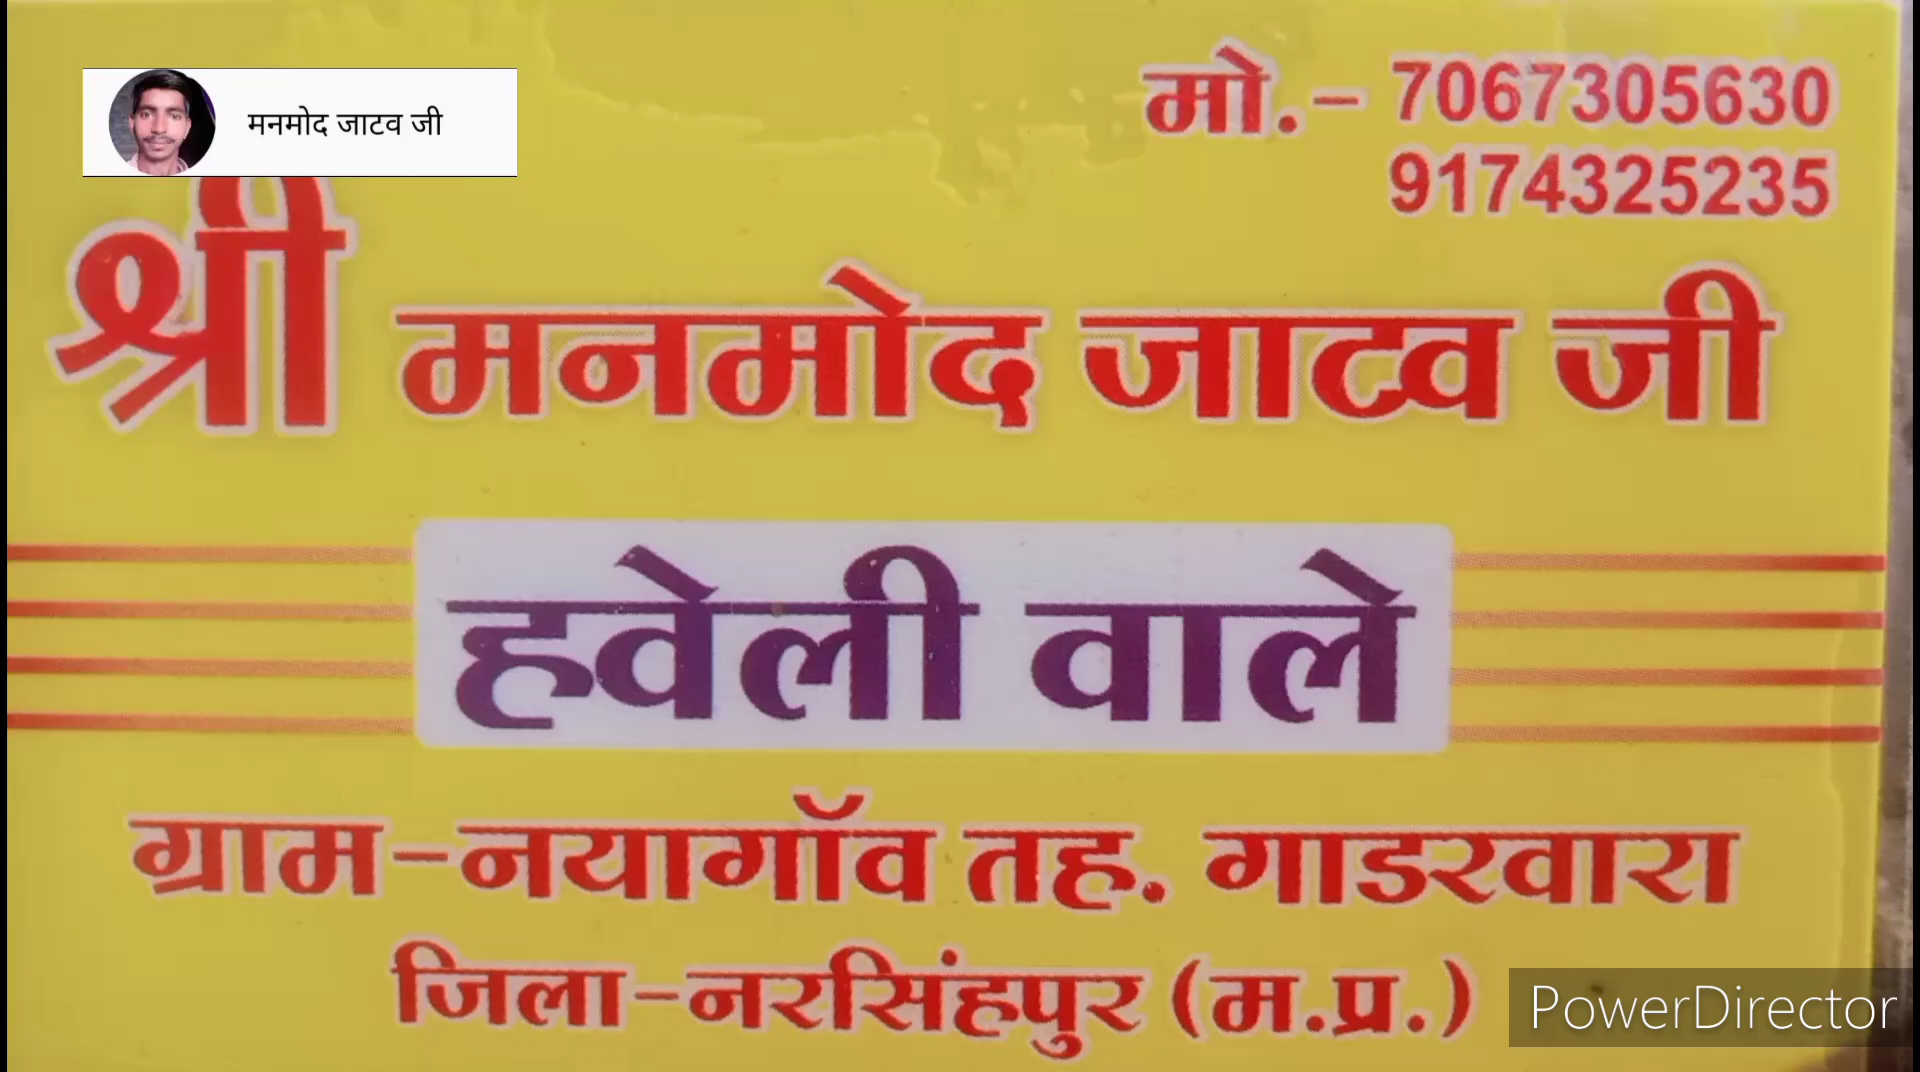 मनमोद जाटव जी
मो.- 7067305630
9174325235
श्री मनमोद जाटव जी
हवेली वाले
ग्राम-नयागॉव तह. गाडरवारा
जिला-नरसिंहपुर (म.प्र.)
PowerDirector